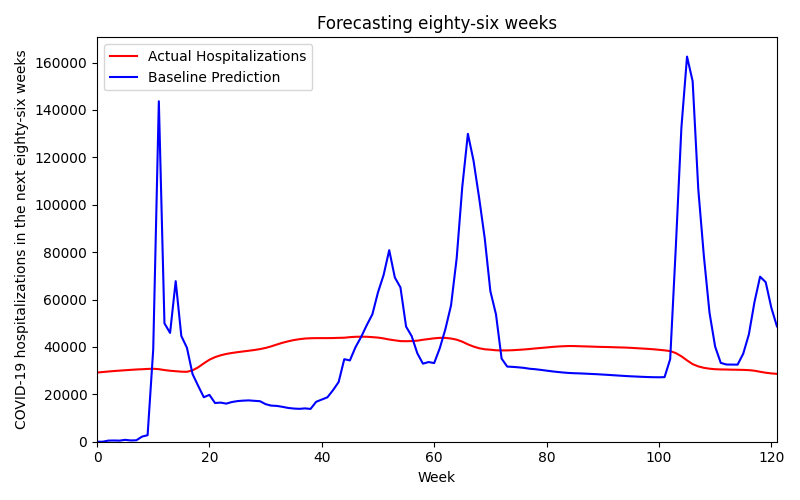 Forecasting eighty-six weeks
Actual Hospitalizations
Baseline Prediction
COVID-19 hospitalizations in the next eighty-six weeks
160000
140000
120000
100000
80000
60000
40000
20000
0
0 20 40 60 80 100 120
Week